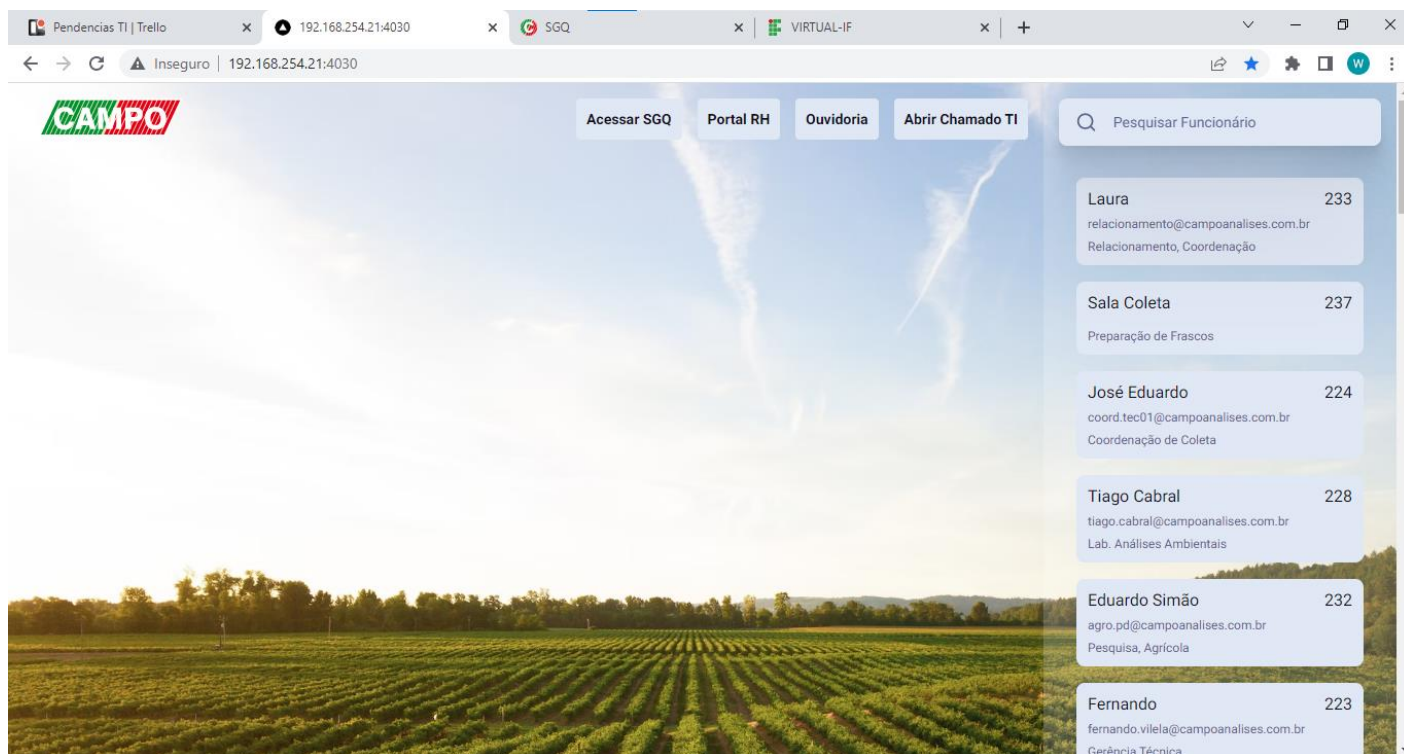 Pendencias TI | Trello
192.168.254.21:4030
SGQ
VIRTUAL-IF
Inseguro
192.168.254.21:4030
W
CAMPO
Acessar SGQ
Portal RH
Ouvidoria
Abrir Chamado TI
Pesquisar Funcionário
Laura 233
relacionamento@campoanalises.com.br
Relacionamento, Coordenação
Sala Coleta 237
Preparação de Frascos
José Eduardo 224
coord.tec01@campoanalises.com.br
Coordenação de Coleta
Tiago Cabral 228
tiago.cabral@campoanalises.com.br
Lab. Análises Ambientais
Eduardo Simão 232
agro.pd@campoanalises.com.br
Pesquisa, Agrícola
Fernando 223
fernando.vilela@campoanalises.com.br
Gerência Técnica